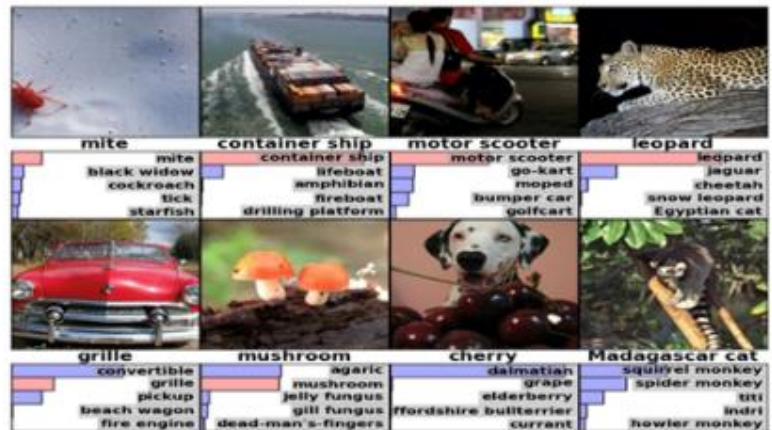 mite
container ship
motor scooter
leopard
mite
black widow
cockroach
tick
starfish
container ship
lifeboat
amphibian
fireboat
drilling platform
motor scooter
go-kart
moped
bumper car
golfcart
leopard
jaguar
cheetah
snow leopard
Egyptian cat
grille
mushroom
cherry
Madagascar cat
convertible
grille
pickup
beach wagon
fire engine
agaric
mushroom
jelly fungus
gill fungus
dead-man's-fingers
dalmatian
grape
elderberry
ffordshire bullterrier
currant
squirrel monkey
spider monkey
titi
indri
howler monkey